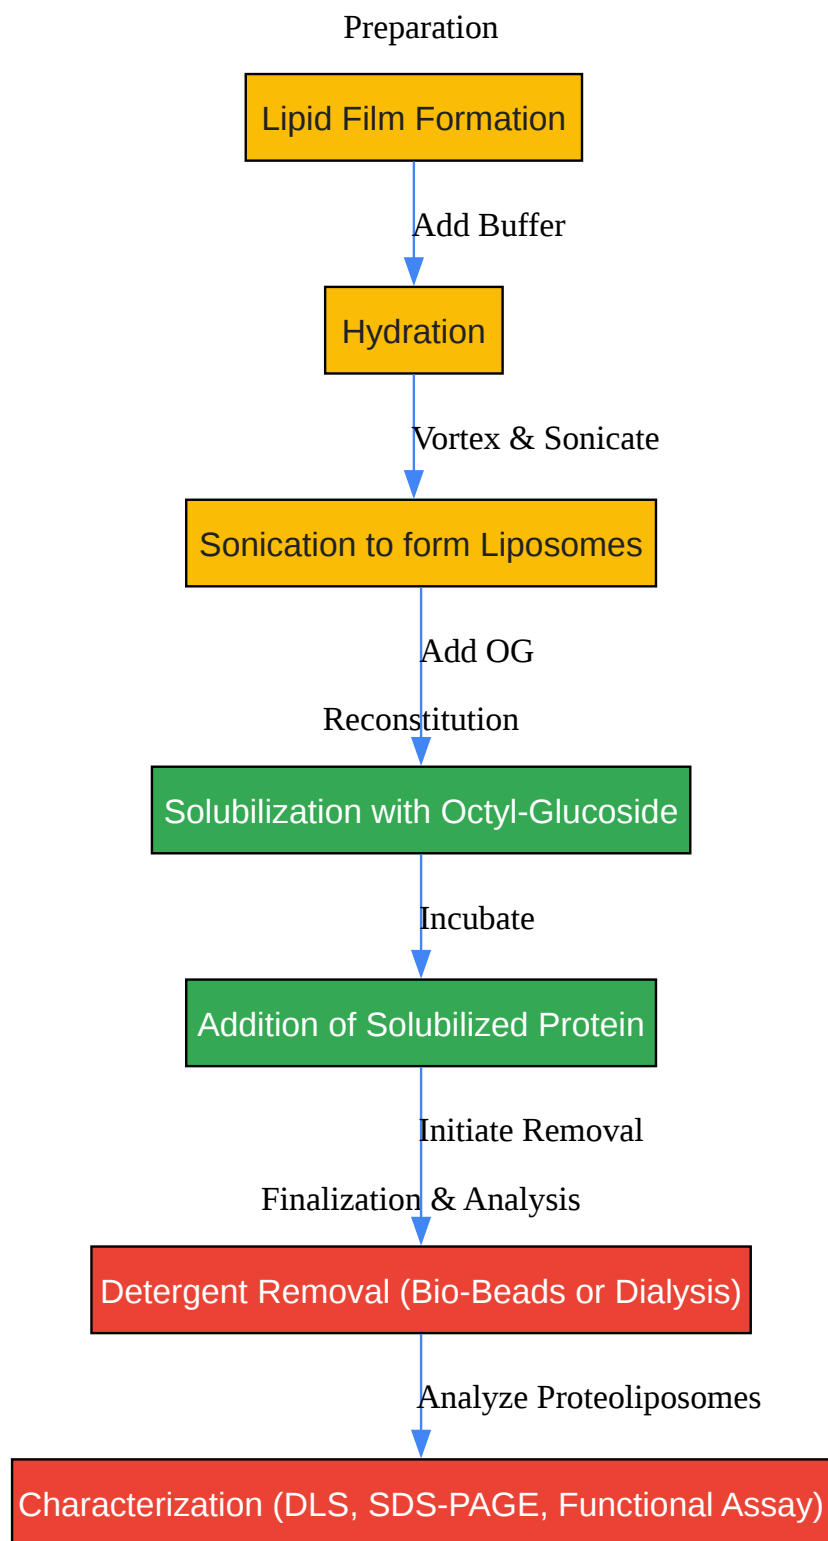 Preparation
Lipid Film Formation
Add Buffer
Hydration
Vortex & Sonicate
Sonication to form Liposomes
Add OG
Reconstitution
Solubilization with Octyl-Glucoside
Incubate
Addition of Solubilized Protein
Initiate Removal
Finalization & Analysis
Detergent Removal (Bio-Beads or Dialysis)
Analyze Proteoliposomes
Characterization (DLS, SDS-PAGE, Functional Assay)